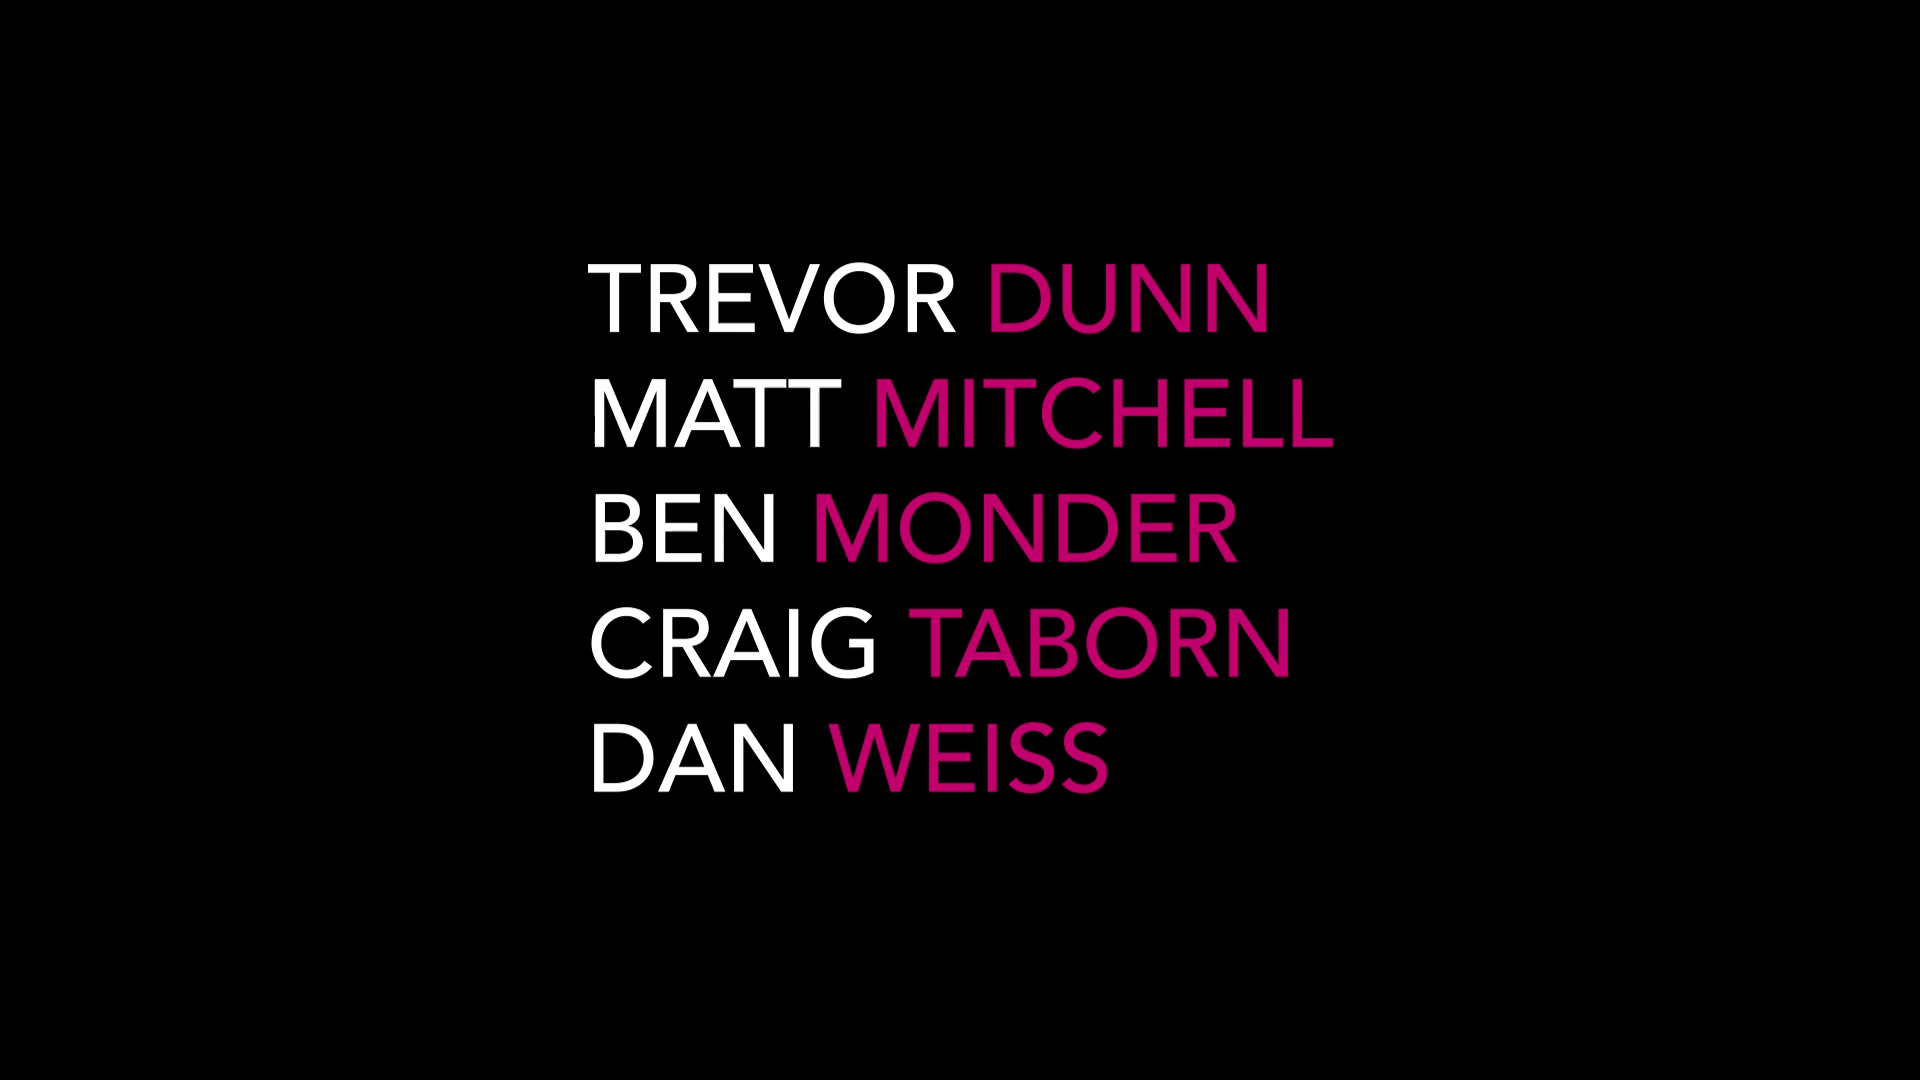 TREVOR DUNN
MATT MITCHELL
BEN MONDER
CRAIG TABORN
DAN WEISS